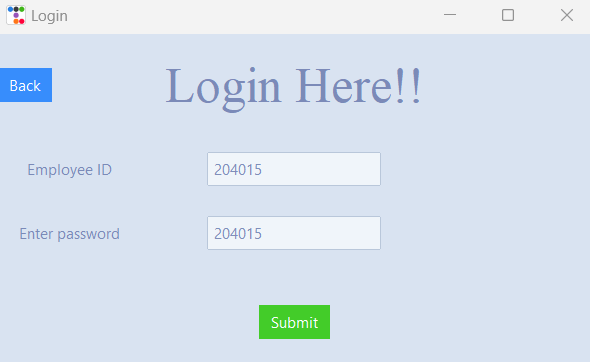 Login
Back
Login Here!!
Employee ID
204015
Enter password
204015
Submit